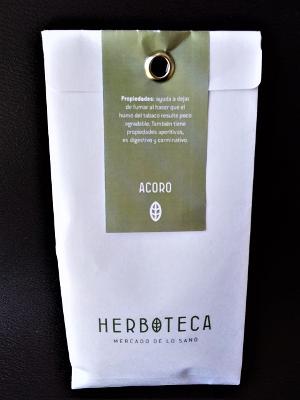 Propiedades: ayuda a dejar
de fumar al hacer que el
humo del tabaco resulte poco
agradable. También tiene
propiedades aperitivas,
es digestivo y carminativo.
ACORO
HERBOTECA
MERCADO DE LO SANO